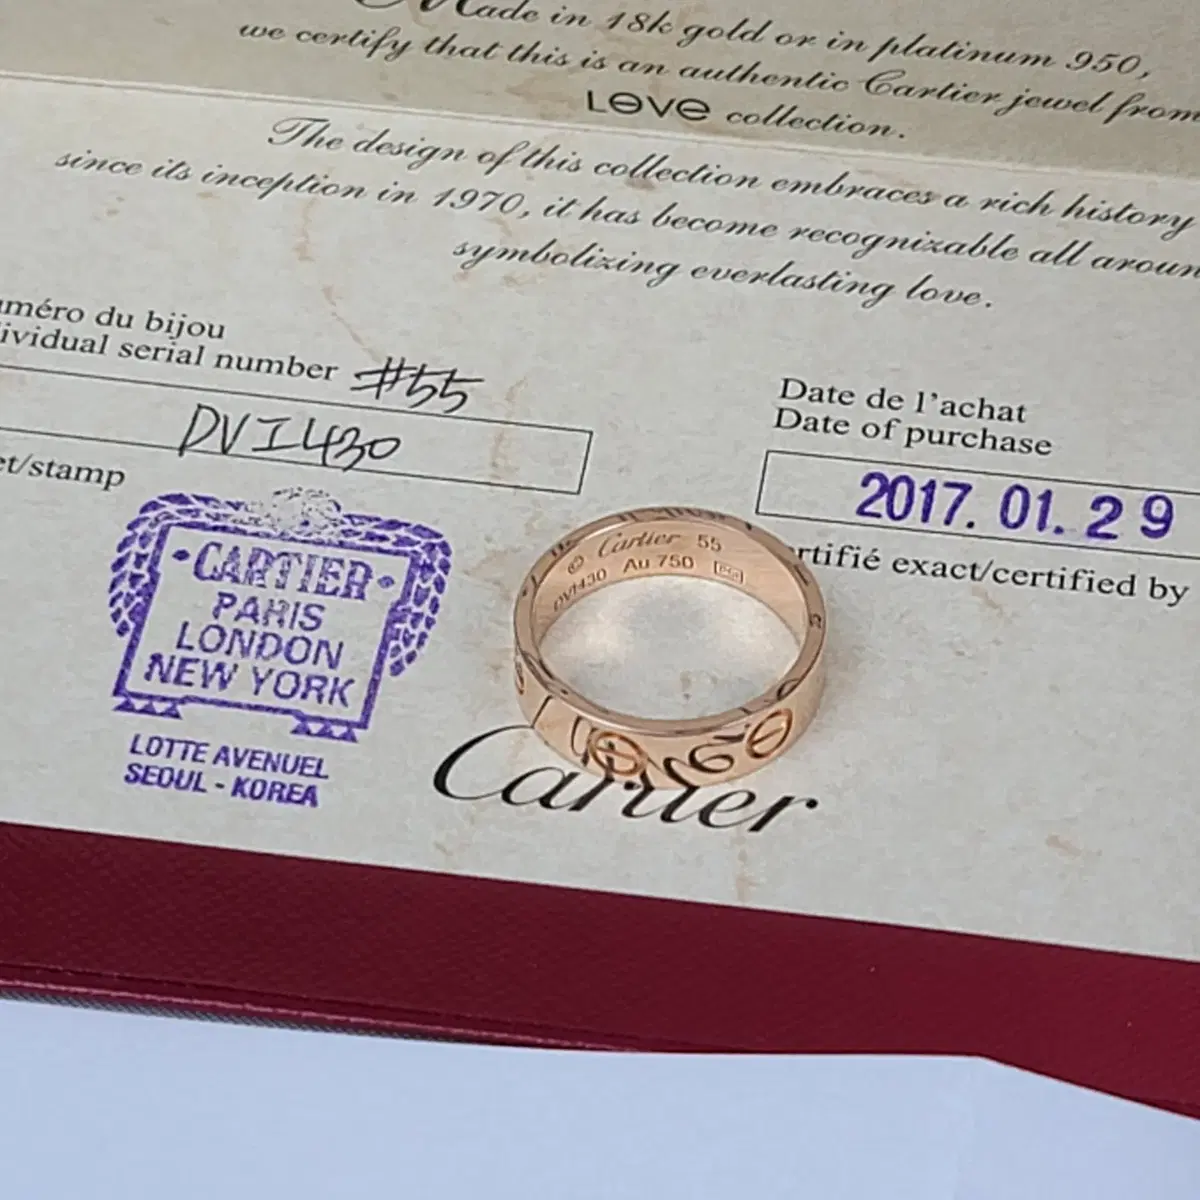 Made in 18k gold or in platinum 950,
we certify that this is an authentic Cartier jewel from
LOVE collection.
The design of this collection embraces a rich history
since its inception in 1970, it has become recognizable all aroun
symbolizing everlasting love.
uméro du bijou
ividual serial number #55
DVI430
et/stamp
Date de l'achat
Date of purchase
2017. 01. 29
rtifié exact/certified by
CARTIER
PARIS
LONDON
NEW YORK
LOTTE AVENUEL
SEOUL - KOREA
© Cartier 55
DVI430 Au 750
Cartier